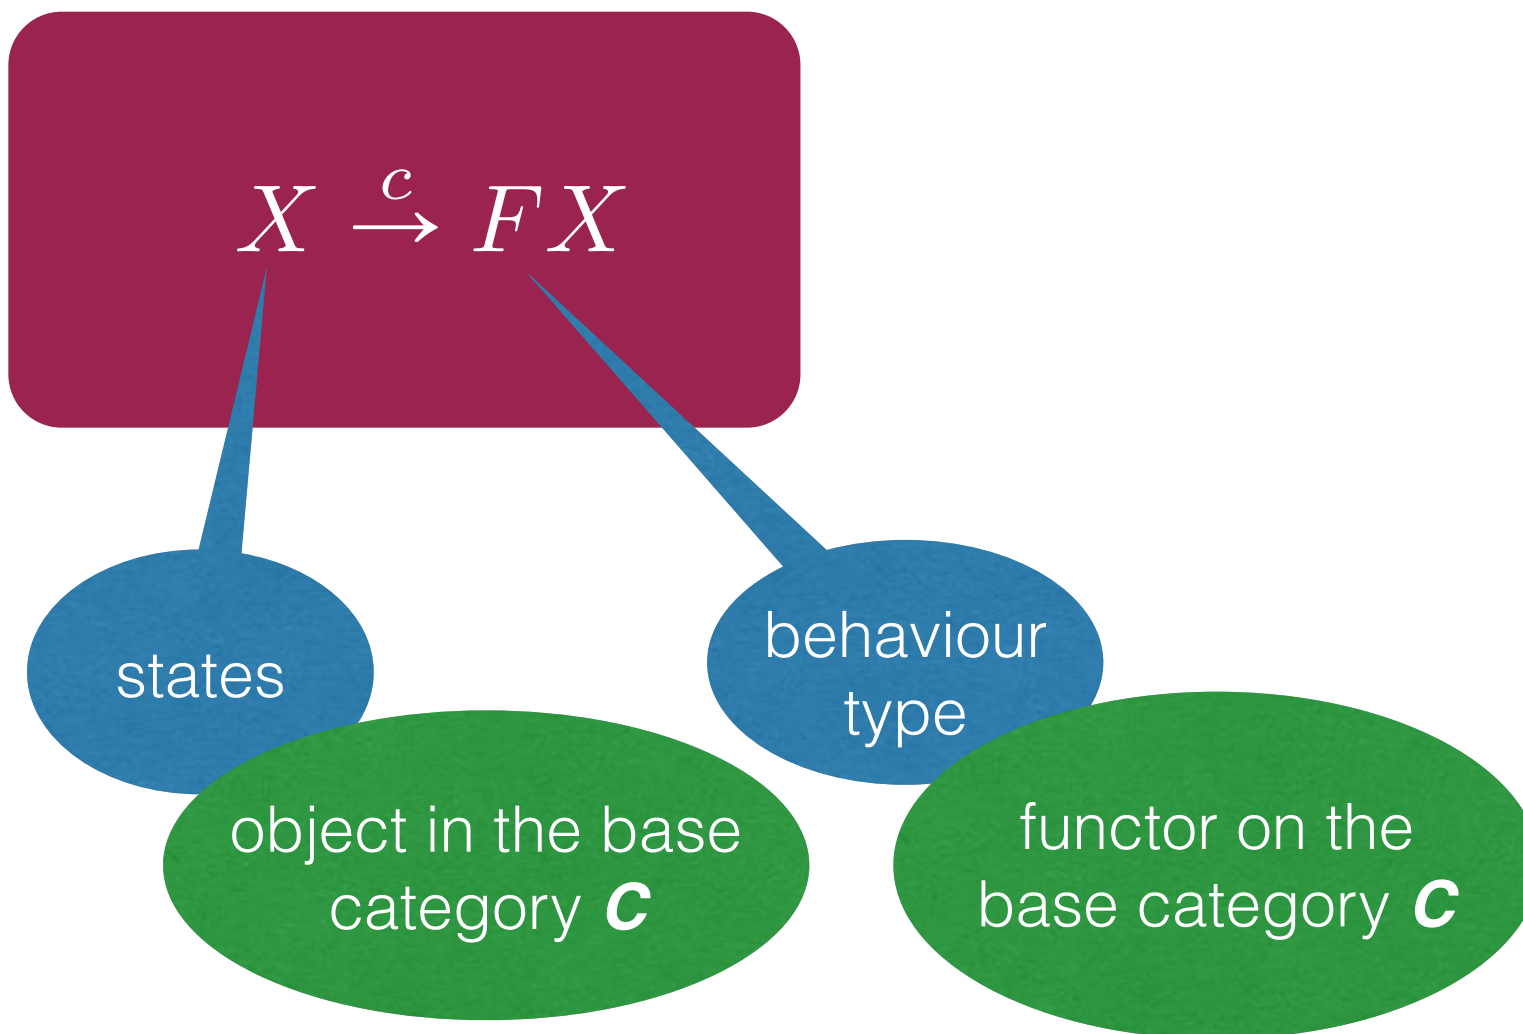 X →c FX
states
behaviour
type
object in the base
category C
functor on the
base category C